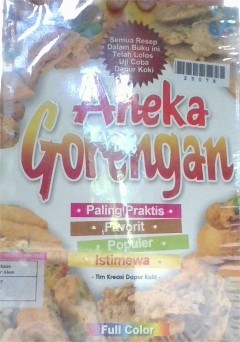 Semua Resep
Dalam Buku ini
Telah Lolos
Uji Coba
Dapur Koki
Aneka
Gorengan
• Paling Praktis •
• Favorit •
• Populer •
• Istimewa •
- Tim Kreasi Dapur Kulit -
Full Color